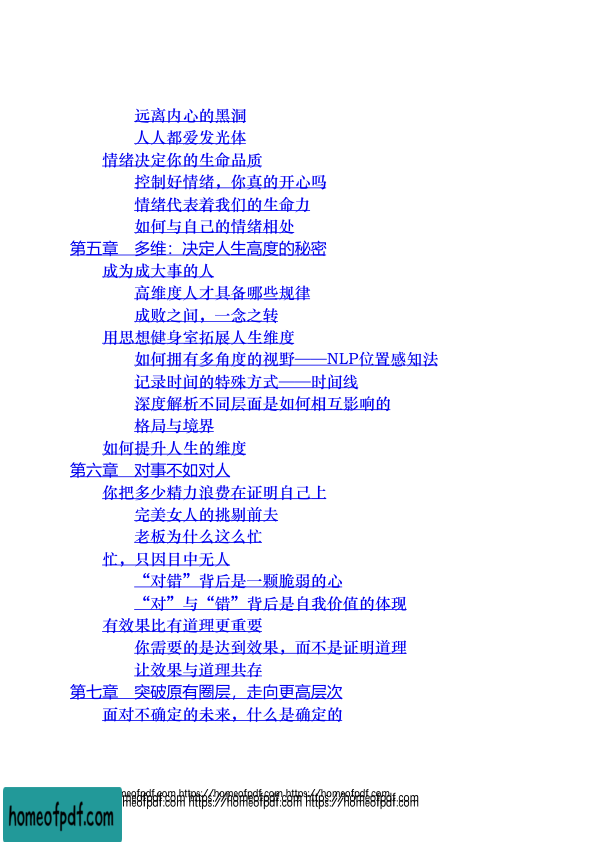 远离内心的黑洞
人人都爱发光体
情绪决定你的生命品质
控制好情绪，你真的开心吗
情绪代表着我们的生命力
如何与自己的情绪相处
第五章　多维：决定人生高度的秘密
成为成大事的人
高维度人才具备哪些规律
成败之间，一念之转
用思想健身室拓展人生维度
如何拥有多角度的视野——NLP位置感知法
记录时间的特殊方式——时间线
深度解析不同层面是如何相互影响的
格局与境界
如何提升人生的维度
第六章　对事不如对人
你把多少精力浪费在证明自己上
完美女人的挑剔前夫
老板为什么这么忙
忙，只因目中无人
“对错”背后是一颗脆弱的心
“对”与“错”背后是自我价值的体现
有效果比有道理更重要
你需要的是达到效果，而不是证明道理
让效果与道理共存
第七章　突破原有圈层，走向更高层次
面对不确定的未来，什么是确定的
meofpdf.com https://homeofpdf.com https://homeofpdf.com
meofpdf.com https://homeofpdf.com https://homeofpdf.com
homeofpdf.com